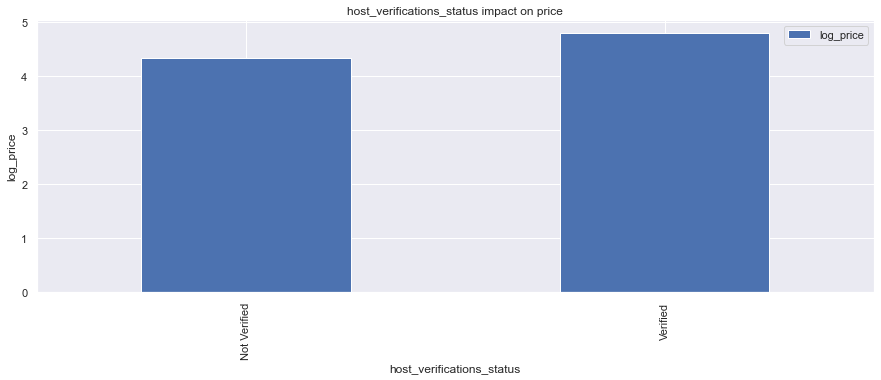 host_verifications_status impact on price
log_price
5
4
3
2
1
0
log_price
Not Verified
Verified
host_verifications_status